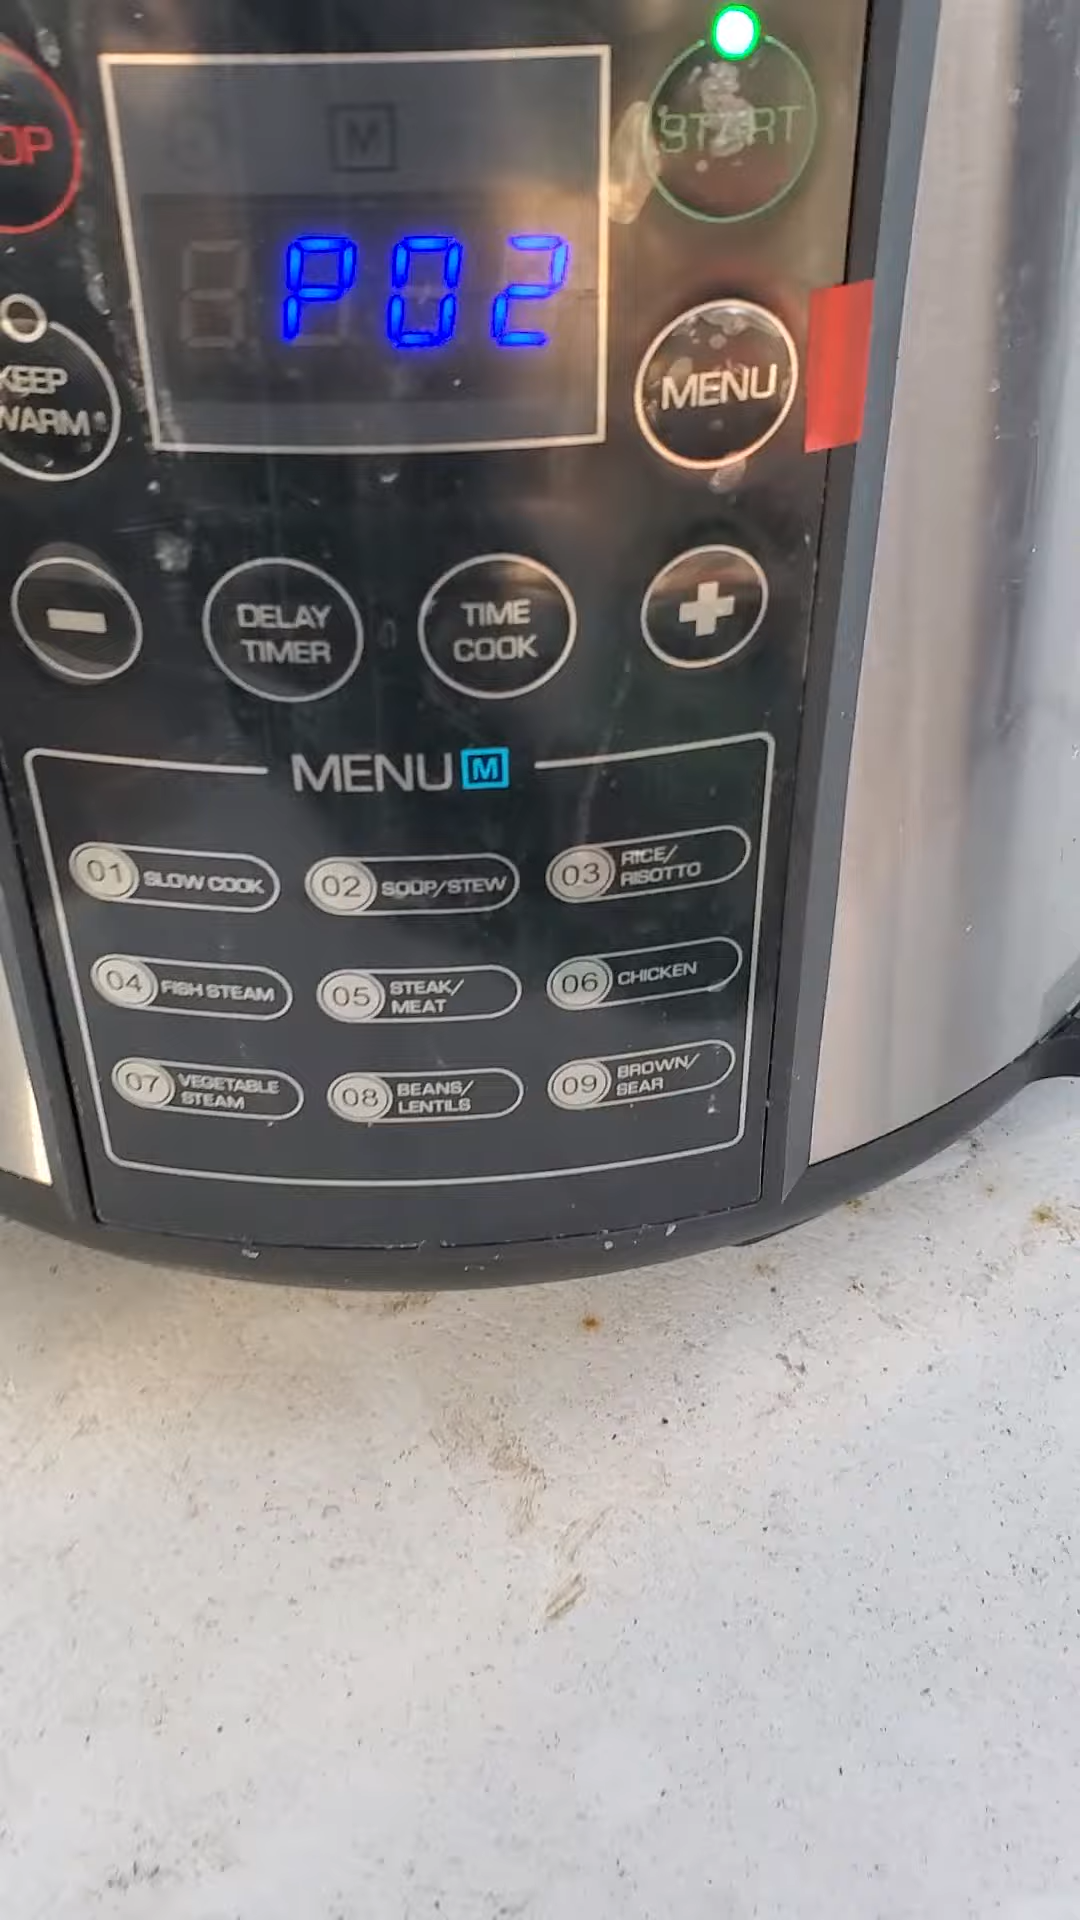 M
START
OP
P02
KEEP
WARM
MENU
-
DELAY
TIMER
TIME
COOK
+
MENU M
01 SLOW COOK
02 SOUP/STEW
03 RICE/
RISOTTO
04 FISH STEAM
05 STEAK/
MEAT
06 CHICKEN
07 VEGETABLE
STEAM
08 BEANS/
LENTILS
09 BROWN/
SEAR